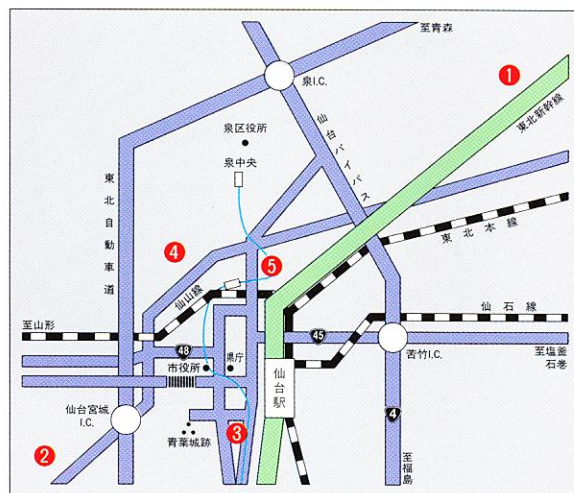 至青森
1
泉I.C.
東北新幹線
仙台バイパス
泉区役所
泉中央
東北自動車道
東北本線
4
5
仙山線
仙石線
至山形
45
48
苦竹I.C.
至塩釜
石巻
市役所
県庁
仙台駅
仙台宮城
I.C.
3
4
青葉城跡
2
至福島